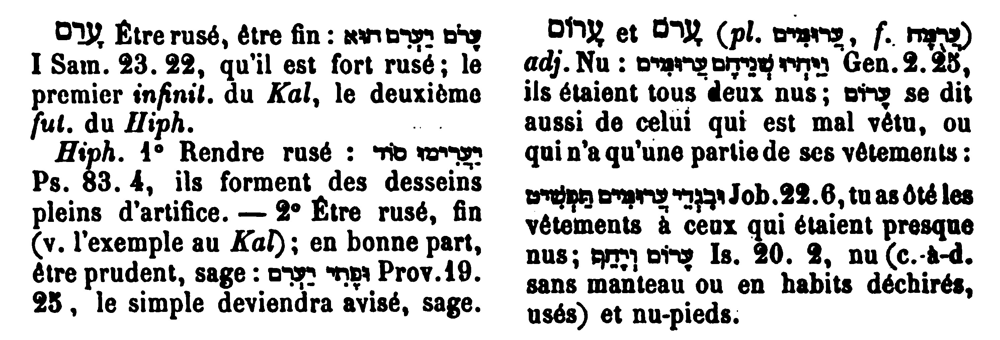 עָרַם Être rusé, être fin : עָרֹם יַעְרִם הוּא
I Sam. 23. 22, qu'il est fort rusé ; le
premier infinit. du Kal, le deuxième
fut. du Hiph.
Hiph. 1° Rendre rusé : יַעֲרִימוּ סוֹד
Ps. 83. 4, ils forment des desseins
pleins d'artifice. — 2° Être rusé, fin
(v. l'exemple au Kal) ; en bonne part,
être prudent, sage : וּפֶתִי יַעְרִם Prov. 19.
25, le simple deviendra avisé, sage.
עָרוֹם et עָרֹם (pl. עֲרוּמִּים, f. עֲרֻמָּה)
adj. Nu : וַיִּהְיוּ שְׁנֵיהֶם עֲרוּמִּים Gen. 2. 25,
ils étaient tous deux nus ; עָרוֹם se dit
aussi de celui qui est mal vêtu, ou
qui n'a qu'une partie de ses vêtements :
וּבִגְדֵי עֲרוּמִּים תַּפְשִׁיט Job. 22. 6, tu as ôté les
vêtements à ceux qui étaient presque
nus ; עָרוֹם וְיָחֵף Is. 20. 2, nu (c.-à-d.
sans manteau ou en habits déchirés,
usés) et nu-pieds.